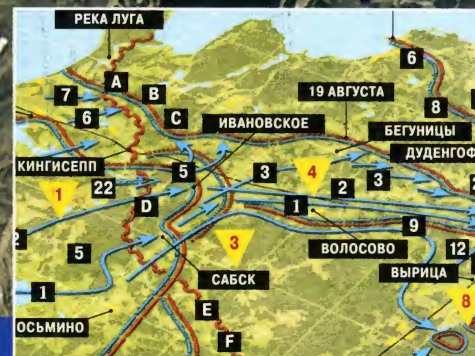 РЕКА ЛУГА
6
A
B
7
8
19 АВГУСТА
6
C
ИВАНОВСКОЕ
БЕГУНИЦЫ
ДУДЕНГОФ
КИНГИСЕПП
5
3
4
1
22
2
3
D
1
2
9
3
ВОЛОСОВО
5
12
САБСК
ВЫРИЦА
1
8
E
ОСЬМИНО
F